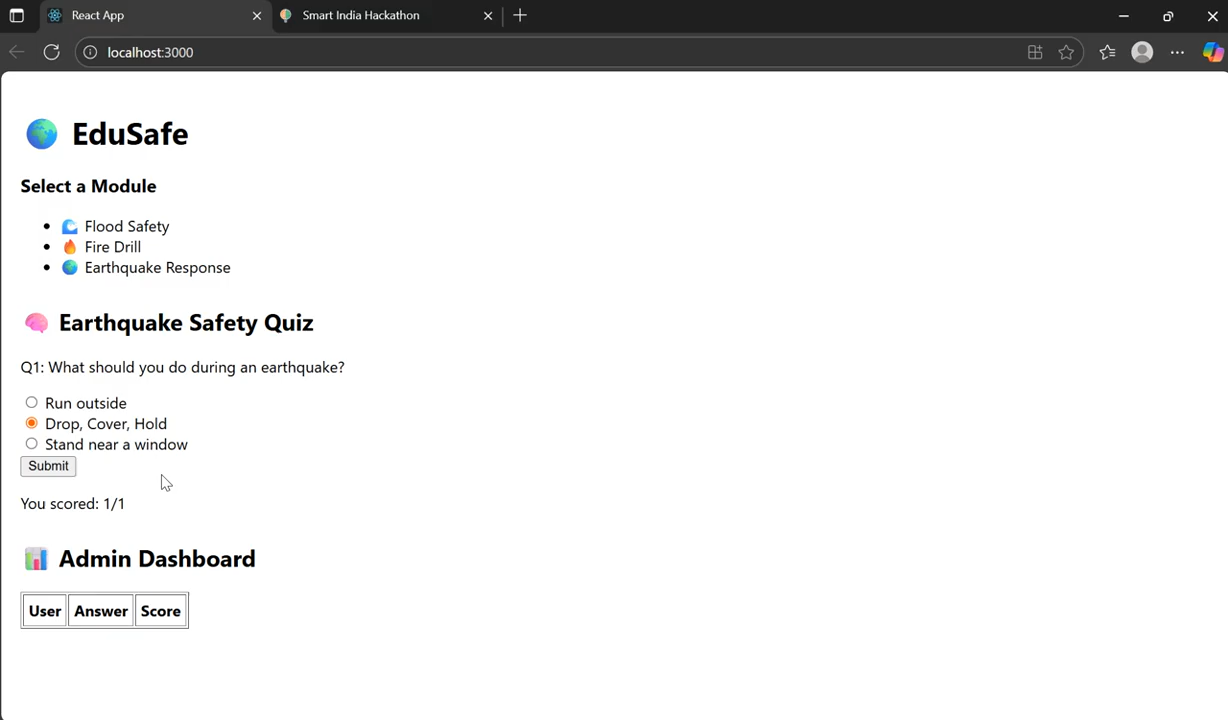 React App
Smart India Hackathon
localhost:3000
EduSafe
Select a Module
Flood Safety
Fire Drill
Earthquake Response
Earthquake Safety Quiz
Q1: What should you do during an earthquake?
Run outside
Drop, Cover, Hold
Stand near a window
Submit
You scored: 1/1
Admin Dashboard
User Answer Score